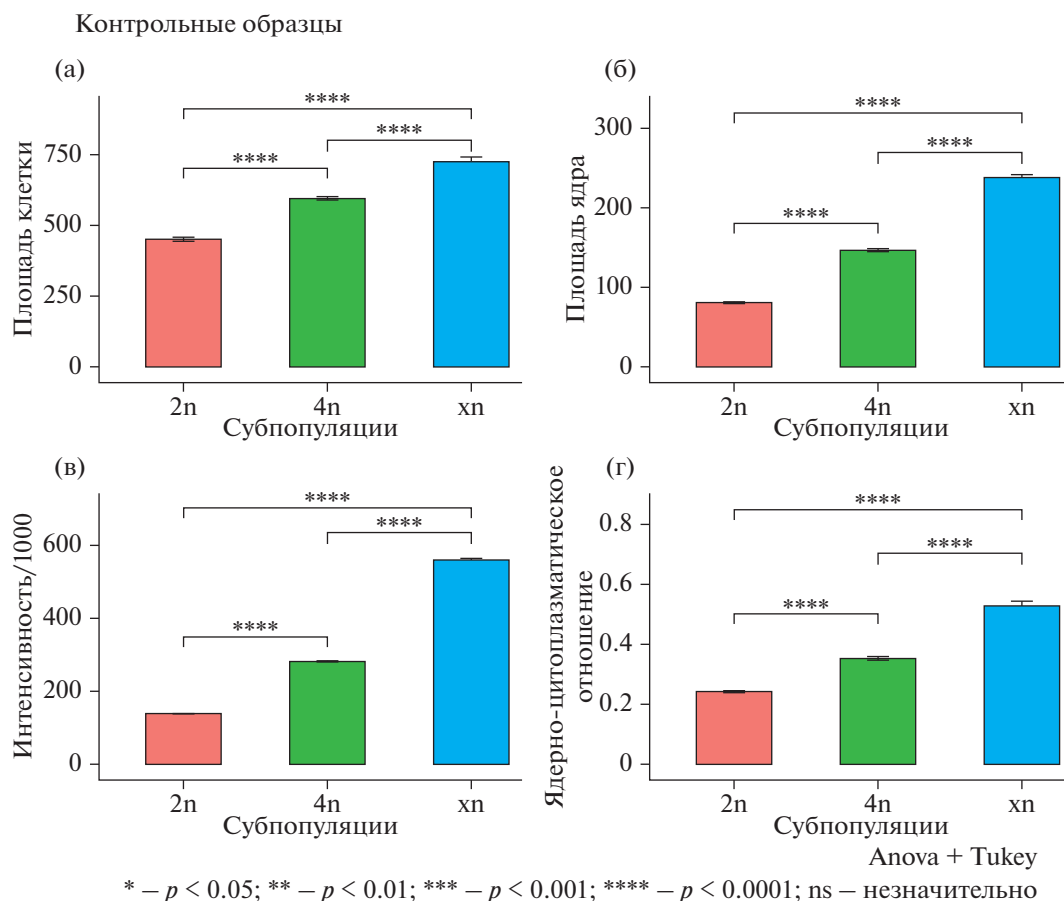 Контрольные образцы
(а)
Площадь клетки
750
500
250
0
****
****
****
2n 4n xn
Субпопуляции
(б)
Площадь ядра
300
200
100
0
****
****
****
2n 4n xn
Субпопуляции
(в)
Интенсивность/1000
600
400
200
0
****
****
****
2n 4n xn
Субпопуляции
(г)
Ядерно-цитоплазматическое
отношение
0.8
0.6
0.4
0.2
0
****
****
****
2n 4n xn
Субпопуляции
Anova + Tukey
* – p < 0.05; ** – p < 0.01; *** – p < 0.001; **** – p < 0.0001; ns – незначительно